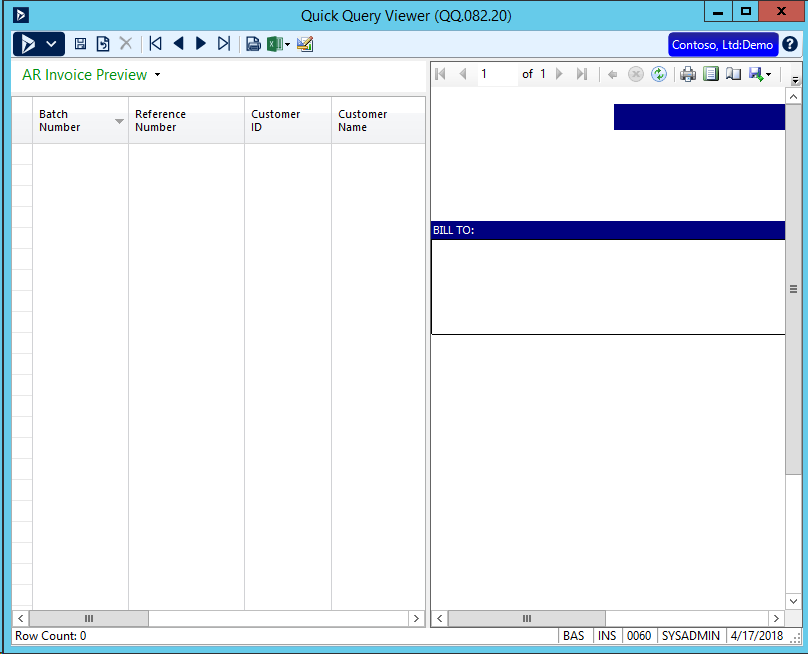 Quick Query Viewer (QQ.082.20)
Contoso, Ltd:Demo
AR Invoice Preview
1 of 1
Batch Number
Reference Number
Customer ID
Customer Name
BILL TO:
Row Count: 0
BAS INS 0060 SYSADMIN 4/17/2018